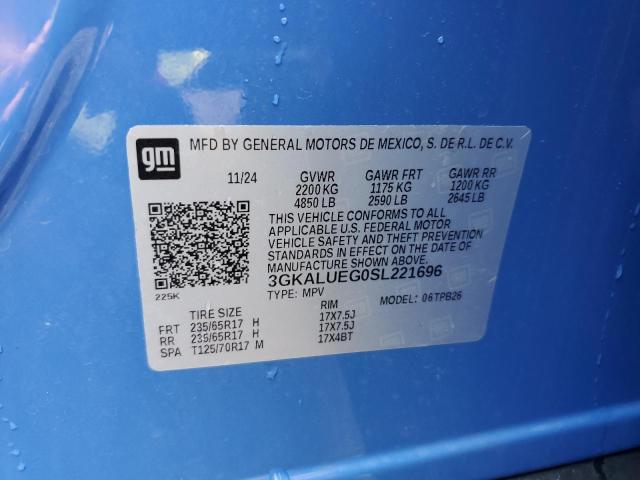 gm
MFD BY GENERAL MOTORS DE MEXICO, S. DE R.L. DE C.V.
11/24 GVWR GAWR FRT GAWR RR
2200 KG 1175 KG 1200 KG
4850 LB 2590 LB 2645 LB
THIS VEHICLE CONFORMS TO ALL
APPLICABLE U.S. FEDERAL MOTOR
VEHICLE SAFETY AND THEFT PREVENTION
STANDARDS IN EFFECT ON THE DATE OF
MANUFACTURE SHOWN ABOVE.
3GKALUEG0SL221696
225K
TYPE: MPV MODEL: 06TPB26
TIRE SIZE RIM
FRT 235/65R17 H 17X7.5J
RR 235/65R17 H 17X7.5J
SPA T125/70R17 M 17X4BT